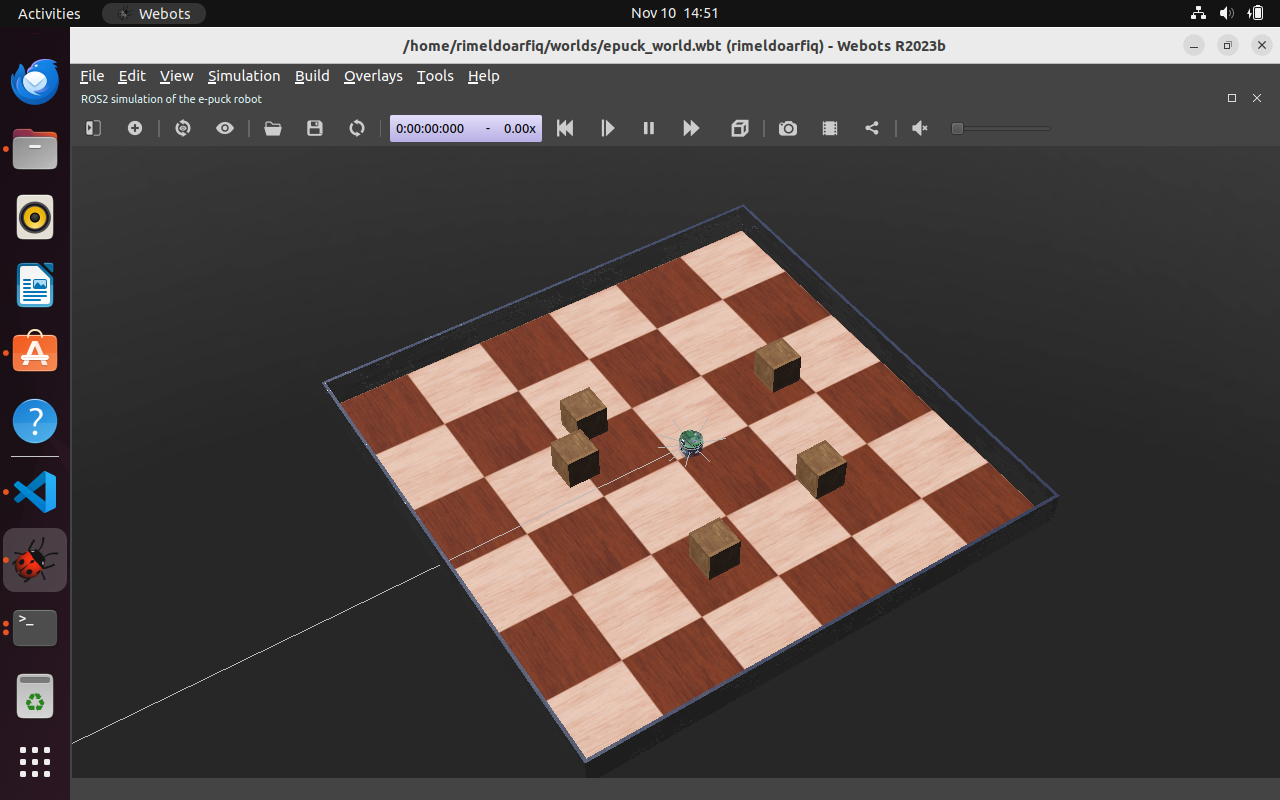 Activities Webots Nov 10 14:51
/home/rimeldoarfiq/worlds/epuck_world.wbt (rimeldoarfiq) - Webots R2023b
File Edit View Simulation Build Overlays Tools Help
ROS2 simulation of the e-puck robot
0:00:00:000 - 0.00x